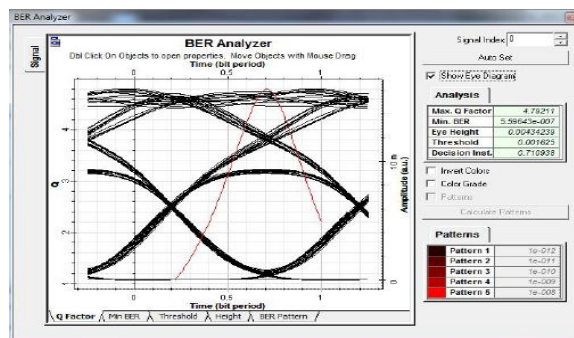 BER Analyzer
Signal
BER Analyzer
Dbl Click On Objects to open properties. Move Objects with Mouse Drag
Time (bit period)
0 0.5 1
Q
4
3
2
1
Amplitude (a.u.)
10 m
0
0 0.5 1
Time (bit period)
Q Factor Min BER Threshold Height BER Pattern
Signal Index 0
Auto Set
Show Eye Diagram
Analysis
Max. Q Factor 4.79211
Min. BER 5.59643e-007
Eye Height 0.00434239
Threshold 0.001625
Decision Inst. 0.710938
Invert Colors
Color Grade
Patterns
Calculate Patterns
Patterns
Pattern 1 1e-012
Pattern 2 1e-011
Pattern 3 1e-010
Pattern 4 1e-009
Pattern 5 1e-008